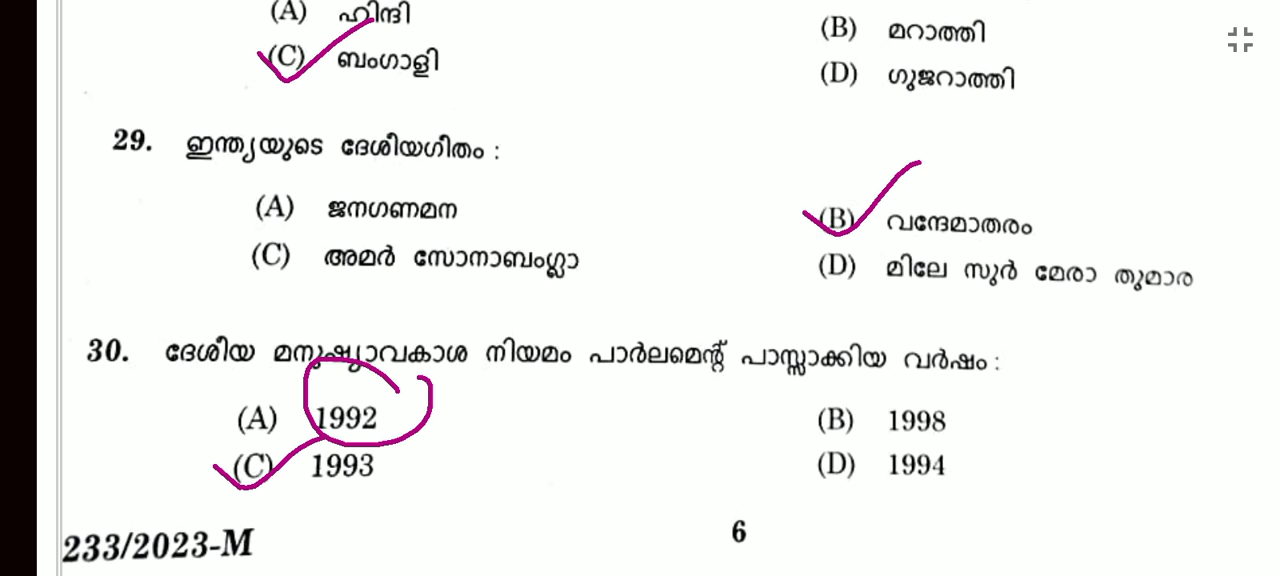 (A) ഹിന്ദി (B) മറാത്തി
(C) ബംഗാളി (D) ഗുജറാത്തി
29. ഇന്ത്യയുടെ ദേശീയഗീതം :
(A) ജനഗണമന (B) വന്ദേമാതരം
(C) അമർ സോനാബംഗ്ലാ (D) മിലേ സുർ മേരാ തുമാര
30. ദേശീയ മനുഷ്യാവകാശ നിയമം പാർലമെന്റ് പാസ്സാക്കിയ വർഷം :
(A) 1992 (B) 1998
(C) 1993 (D) 1994
233/2023-M 6